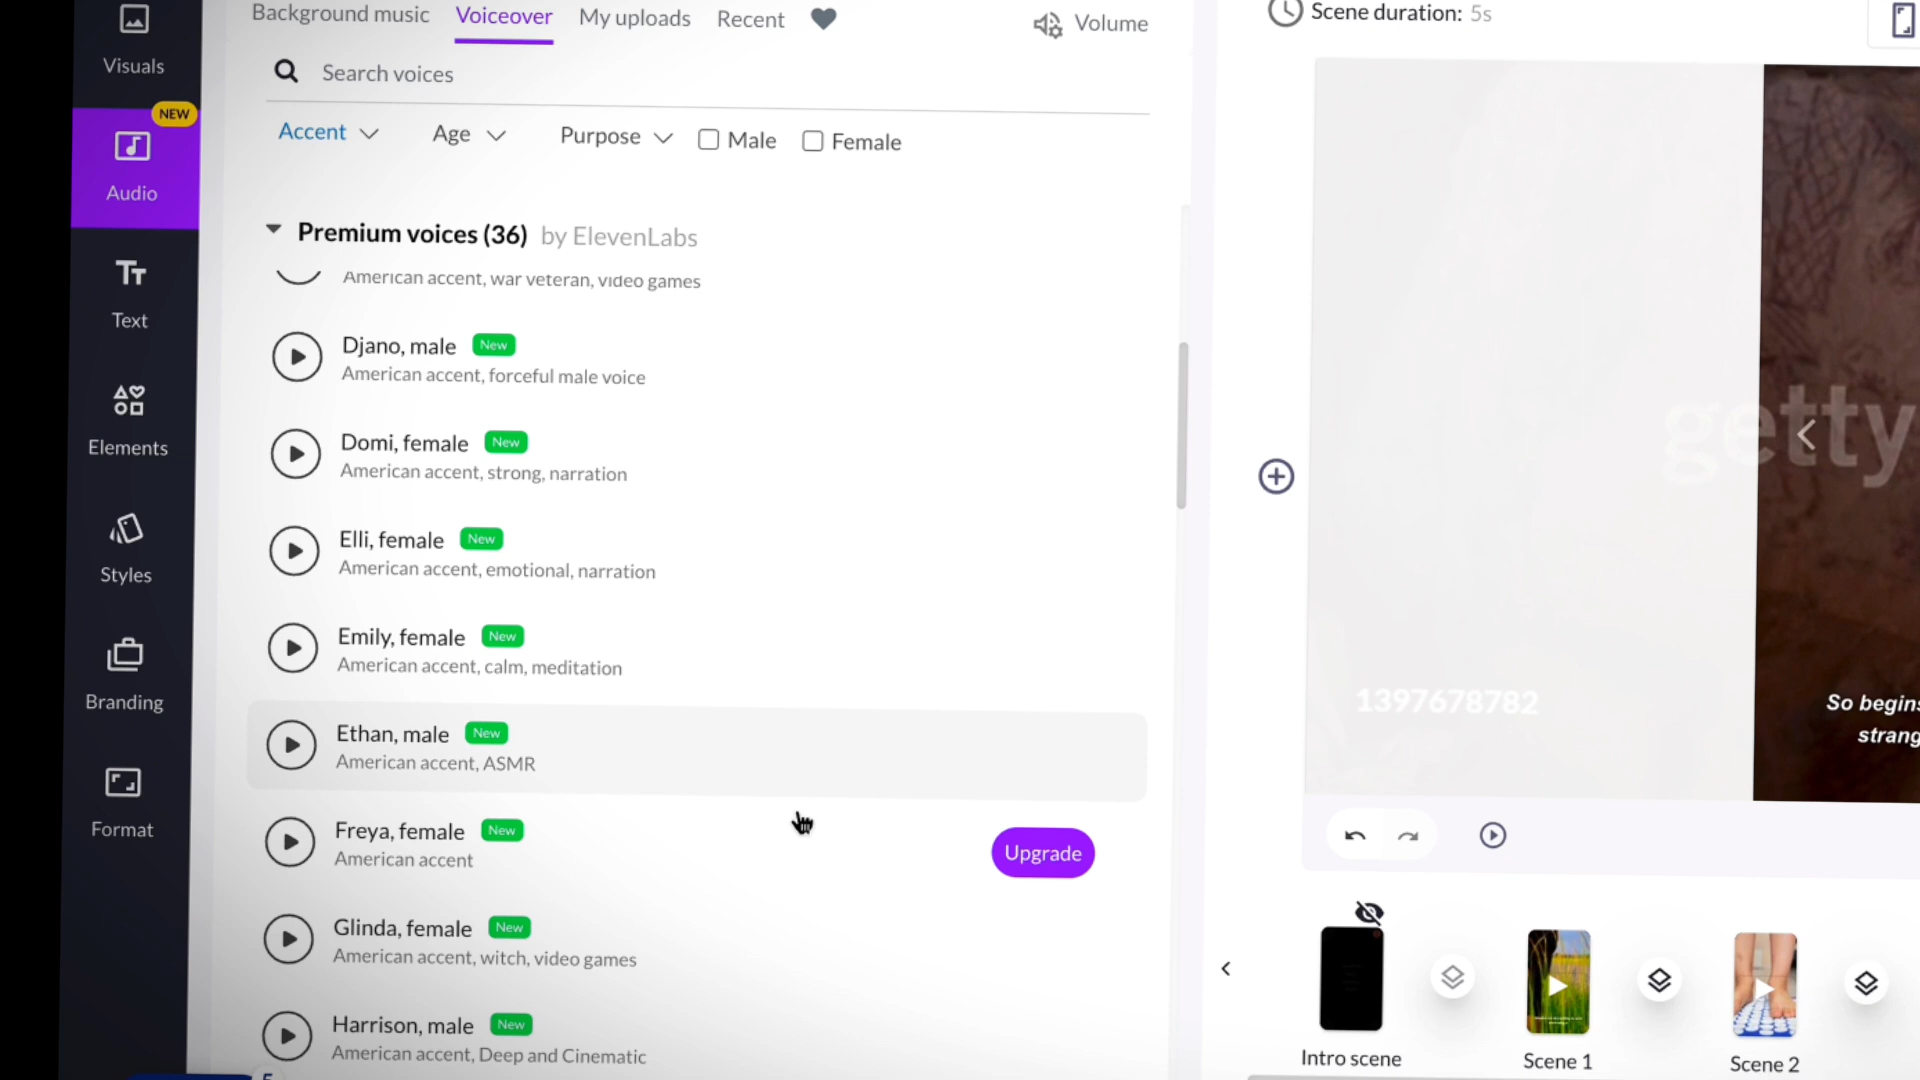 Background music Voiceover My uploads Recent Volume
Scene duration: 5s
Visuals
Search voices
NEW
Accent Age Purpose Male Female
Audio
Premium voices (36) by ElevenLabs
American accent, war veteran, video games
Text
Djano, male New
American accent, forceful male voice
Elements
Domi, female New
American accent, strong, narration
Styles
Elli, female New
American accent, emotional, narration
Branding
Emily, female New
American accent, calm, meditation
Ethan, male New
American accent, ASMR
Format
Freya, female New
American accent
Upgrade
Glinda, female New
American accent, witch, video games
Harrison, male New
American accent, Deep and Cinematic
getty
1397678782
So begins
strang
Intro scene
Scene 1
Scene 2